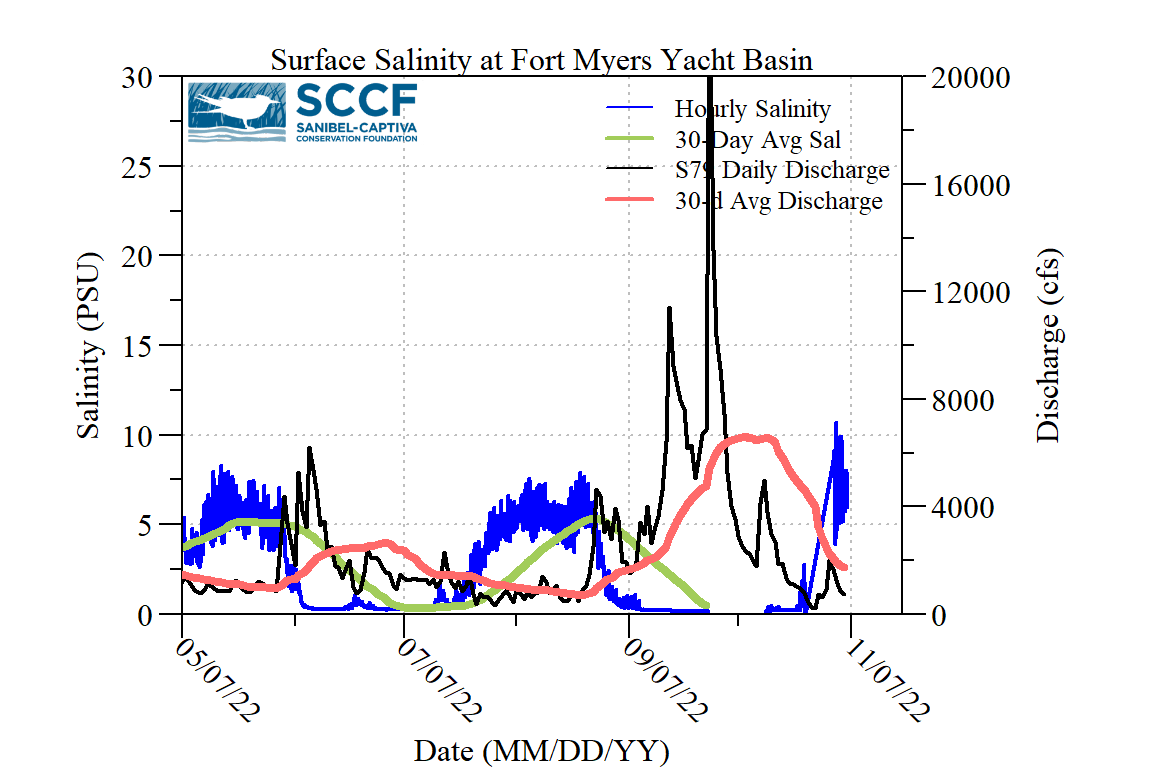 Surface Salinity at Fort Myers Yacht Basin
SCCF
SANIBEL-CAPTIVA
CONSERVATION FOUNDATION
Hourly Salinity
30-Day Avg Sal
S79 Daily Discharge
30-d Avg Discharge
30
25
20
15
10
5
0
Salinity (PSU)
20000
16000
12000
8000
4000
0
Discharge (cfs)
05/07/22
07/07/22
09/07/22
11/07/22
Date (MM/DD/YY)